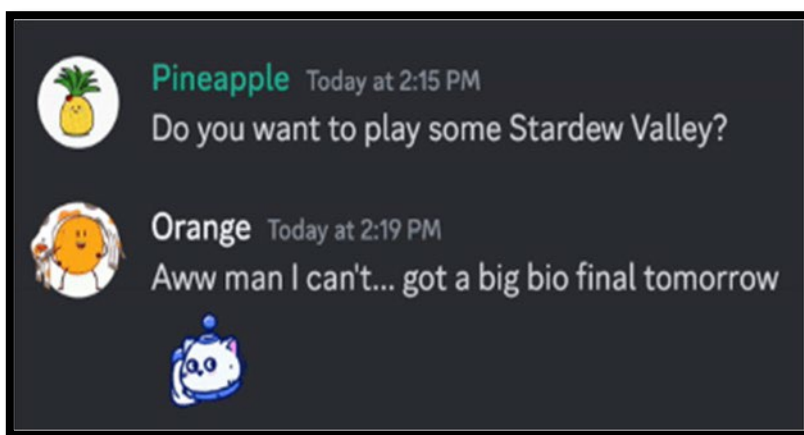 Pineapple Today at 2:15 PM
Do you want to play some Stardew Valley?
Orange Today at 2:19 PM
Aww man I can't... got a big bio final tomorrow